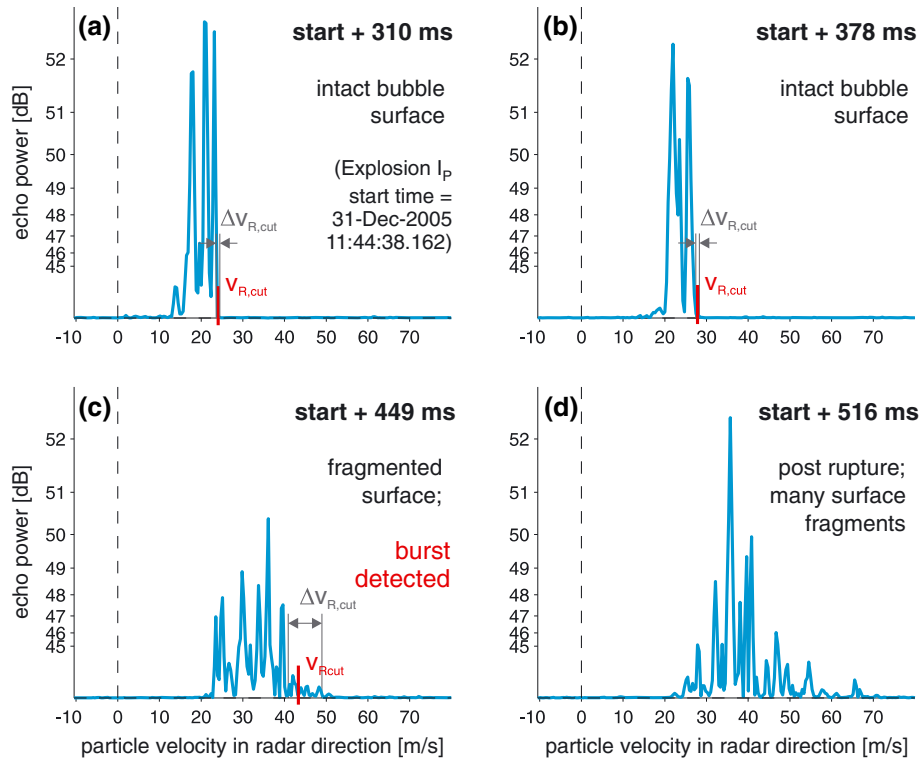 (a)
start + 310 ms
intact bubble
surface
(Explosion I_P
start time =
31-Dec-2005
11:44:38.162)
Δv_R,cut
v_R,cut
echo power [dB]
52
51
50
49
48
47
46
45
-10 0 10 20 30 40 50 60 70
(b)
start + 378 ms
intact bubble
surface
Δv_R,cut
v_R,cut
52
51
50
49
48
47
46
45
-10 0 10 20 30 40 50 60 70
(c)
start + 449 ms
fragmented
surface;
burst
detected
Δv_R,cut
v_Rcut
echo power [dB]
52
51
50
49
48
47
46
45
-10 0 10 20 30 40 50 60 70
particle velocity in radar direction [m/s]
(d)
start + 516 ms
post rupture;
many surface
fragments
52
51
50
49
48
47
46
45
-10 0 10 20 30 40 50 60 70
particle velocity in radar direction [m/s]